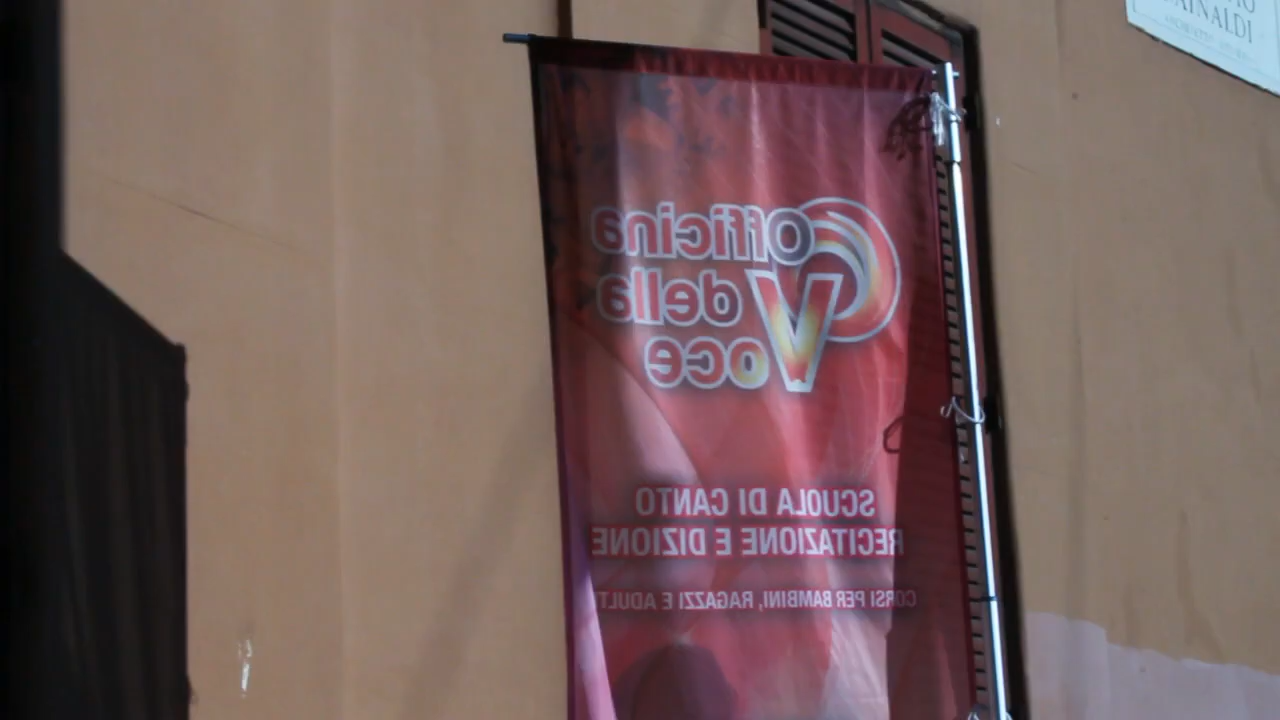 Officina
della
Voce
SCUOLA DI CANTO
RECITAZIONE E DIZIONE
CORSI PER BAMBINI, RAGAZZI E ADULTI
AINALDI